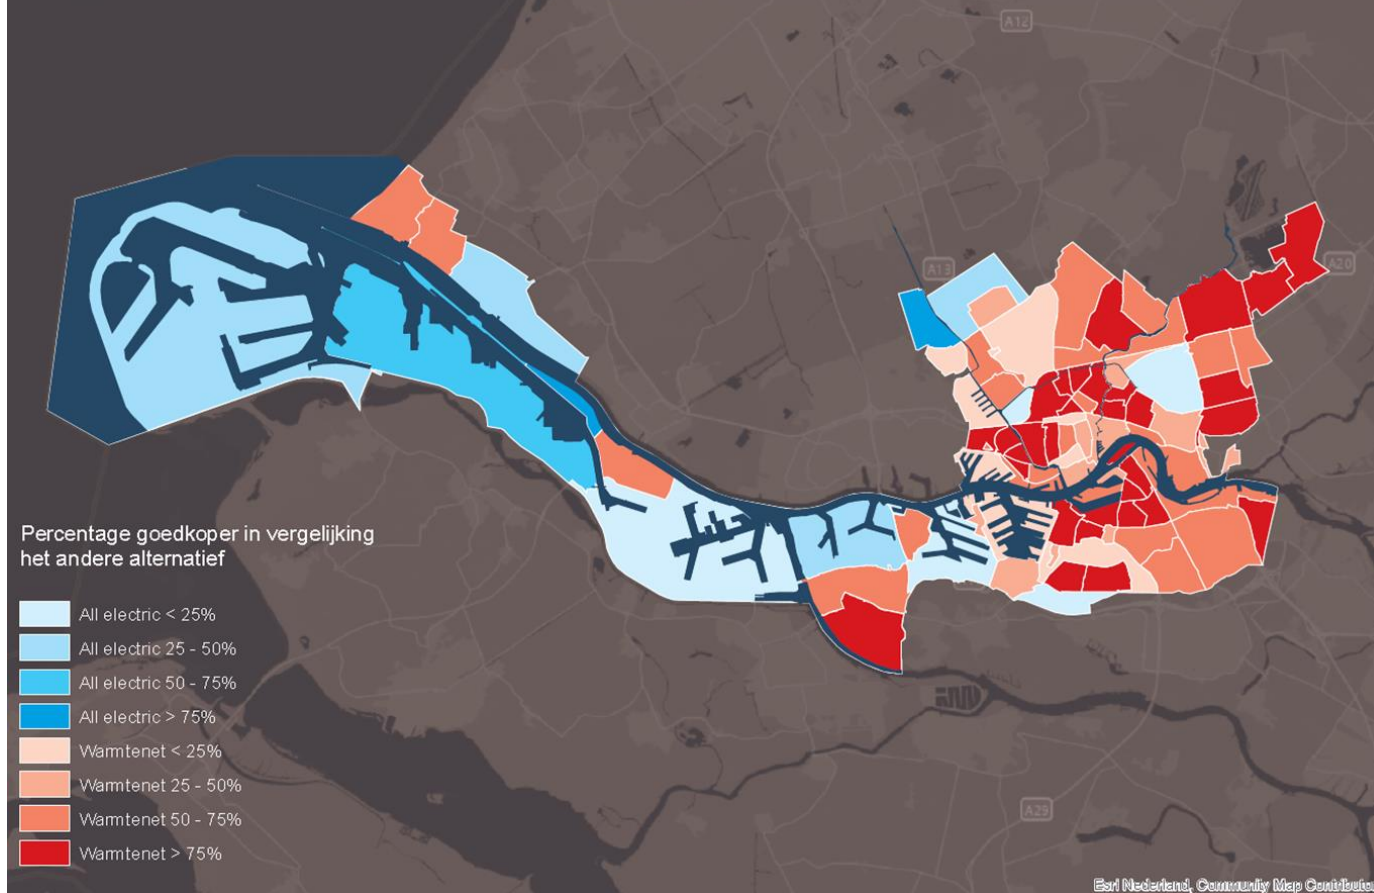 A12
A13
A20
Percentage goedkoper in vergelijking
het andere alternatief
All electric < 25%
All electric 25 - 50%
All electric 50 - 75%
All electric > 75%
Warmtenet < 25%
Warmtenet 25 - 50%
Warmtenet 50 - 75%
Warmtenet > 75%
A29
Esri Nederland, Community Map Contributo